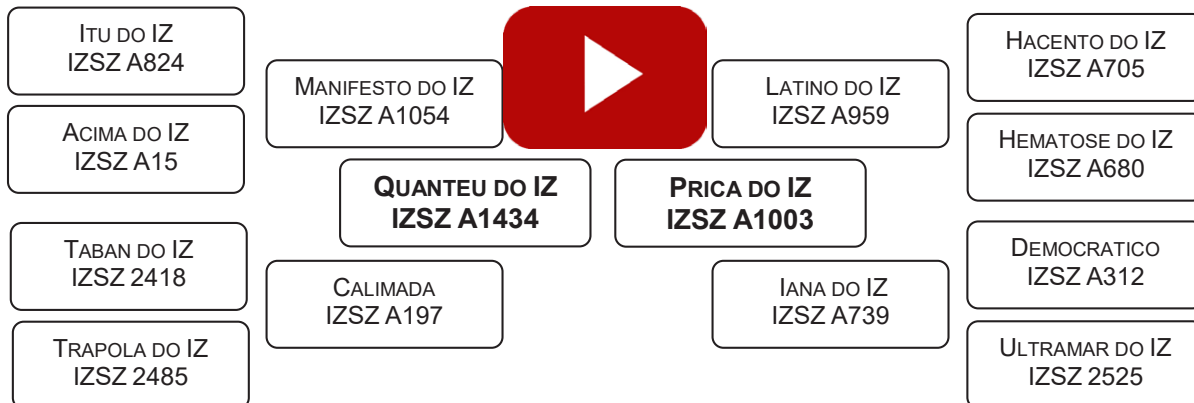 ITU DO IZ
IZSZ A824
ACIMA DO IZ
IZSZ A15
MANIFESTO DO IZ
IZSZ A1054
QUANTEU DO IZ
IZSZ A1434
TABAN DO IZ
IZSZ 2418
TRAPOLA DO IZ
IZSZ 2485
CALIMADA
IZSZ A197
LATINO DO IZ
IZSZ A959
PRICA DO IZ
IZSZ A1003
IANA DO IZ
IZSZ A739
HACENTO DO IZ
IZSZ A705
HEMATOSE DO IZ
IZSZ A680
DEMOCRATICO
IZSZ A312
ULTRAMAR DO IZ
IZSZ 2525